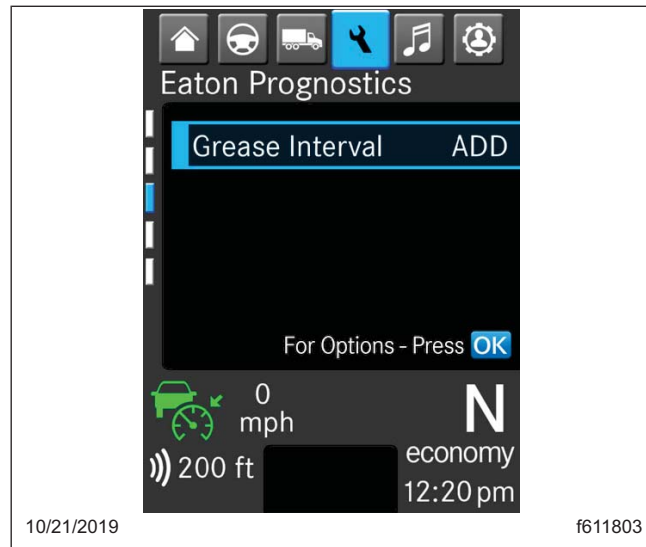 Eaton Prognostics
Grease Interval ADD
For Options - Press OK
0
mph
N
economy
200 ft
12:20 pm
10/21/2019 f611803